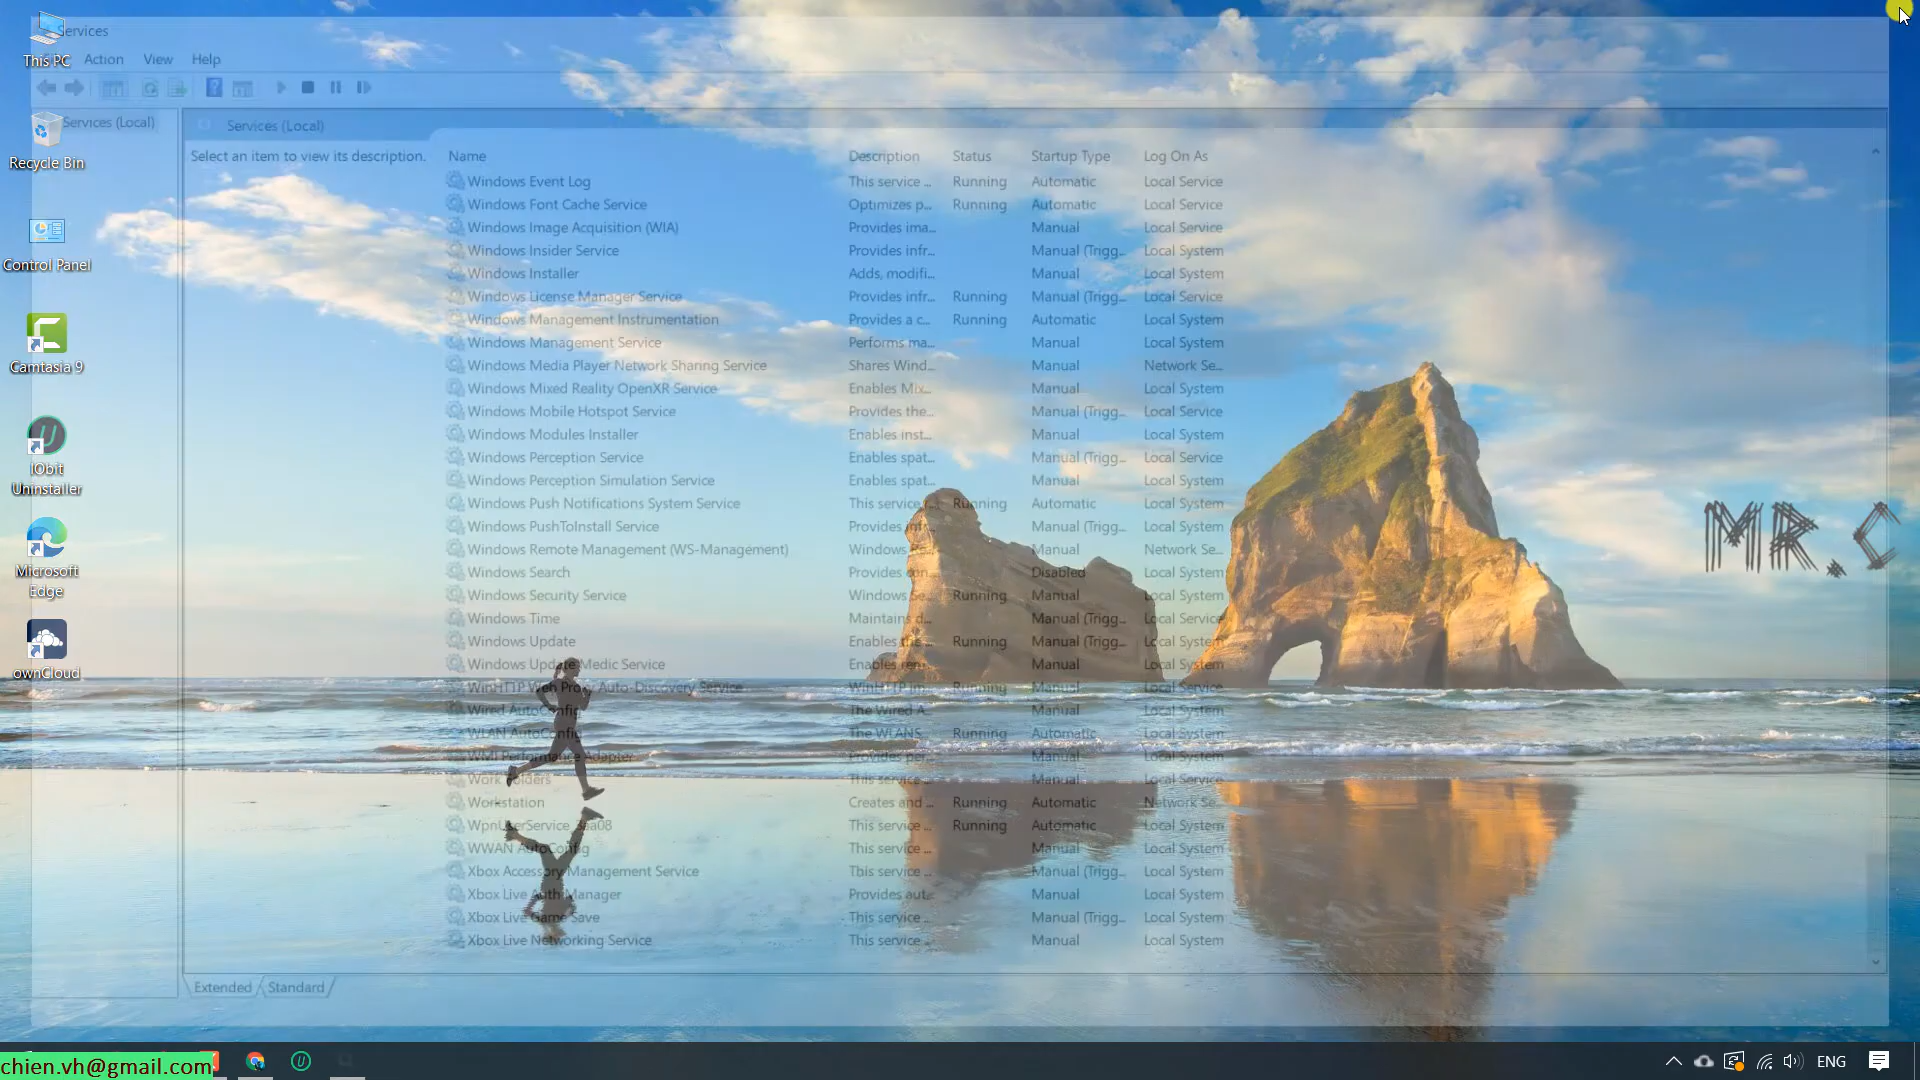 Services
This PC
Action View Help
Services (Local)
Services (Local)
Recycle Bin
Control Panel
Camtasia 9
IObit
Uninstaller
Microsoft
Edge
ownCloud
Select an item to view its description.
Name Description Status Startup Type Log On As
Windows Event Log This service ... Running Automatic Local Service
Windows Font Cache Service Optimizes p... Running Automatic Local Service
Windows Image Acquisition (WIA) Provides ima... Manual Local Service
Windows Insider Service Provides infr... Manual (Trigg... Local System
Windows Installer Adds, modifi... Manual Local System
Windows License Manager Service Provides infr... Running Manual (Trigg... Local Service
Windows Management Instrumentation Provides a c... Running Automatic Local System
Windows Management Service Performs ma... Manual Local System
Windows Media Player Network Sharing Service Shares Wind... Manual Network Se...
Windows Mixed Reality OpenXR Service Enables Mix... Manual Local System
Windows Mobile Hotspot Service Provides the... Manual (Trigg... Local Service
Windows Modules Installer Enables inst... Manual Local System
Windows Perception Service Enables spat... Manual (Trigg... Local Service
Windows Perception Simulation Service Enables spat... Manual Local System
Windows Push Notifications System Service This service ... Running Automatic Local System
Windows PushToInstall Service Provides infr... Manual (Trigg... Local System
Windows Remote Management (WS-Management) Windows R... Manual Network Se...
Windows Search Provides con... Disabled Local System
Windows Security Service Windows Se... Running Manual Local System
Windows Time Maintains d... Manual (Trigg... Local Service
Windows Update Enables the ... Running Manual (Trigg... Local System
Windows Update Medic Service Enables rem... Manual Local System
WinHTTP Web Proxy Auto-Discovery Service WinHTTP im... Running Manual Local Service
Wired AutoConfig The Wired A... Manual Local System
WLAN AutoConfig The WLANS... Running Automatic Local System
WMI Performance Adapter Provides per... Manual Local System
Work Folders This service ... Manual Local Service
Workstation Creates and ... Running Automatic Network Se...
WpnUserService_3aa08 This service ... Running Automatic Local System
WWAN AutoConfig This service ... Manual Local System
Xbox Accessory Management Service This service ... Manual (Trigg... Local System
Xbox Live Auth Manager Provides aut... Manual Local System
Xbox Live Game Save This service ... Manual (Trigg... Local System
Xbox Live Networking Service This service ... Manual Local System
Extended Standard
MR.C
chien.vh@gmail.com
ENG